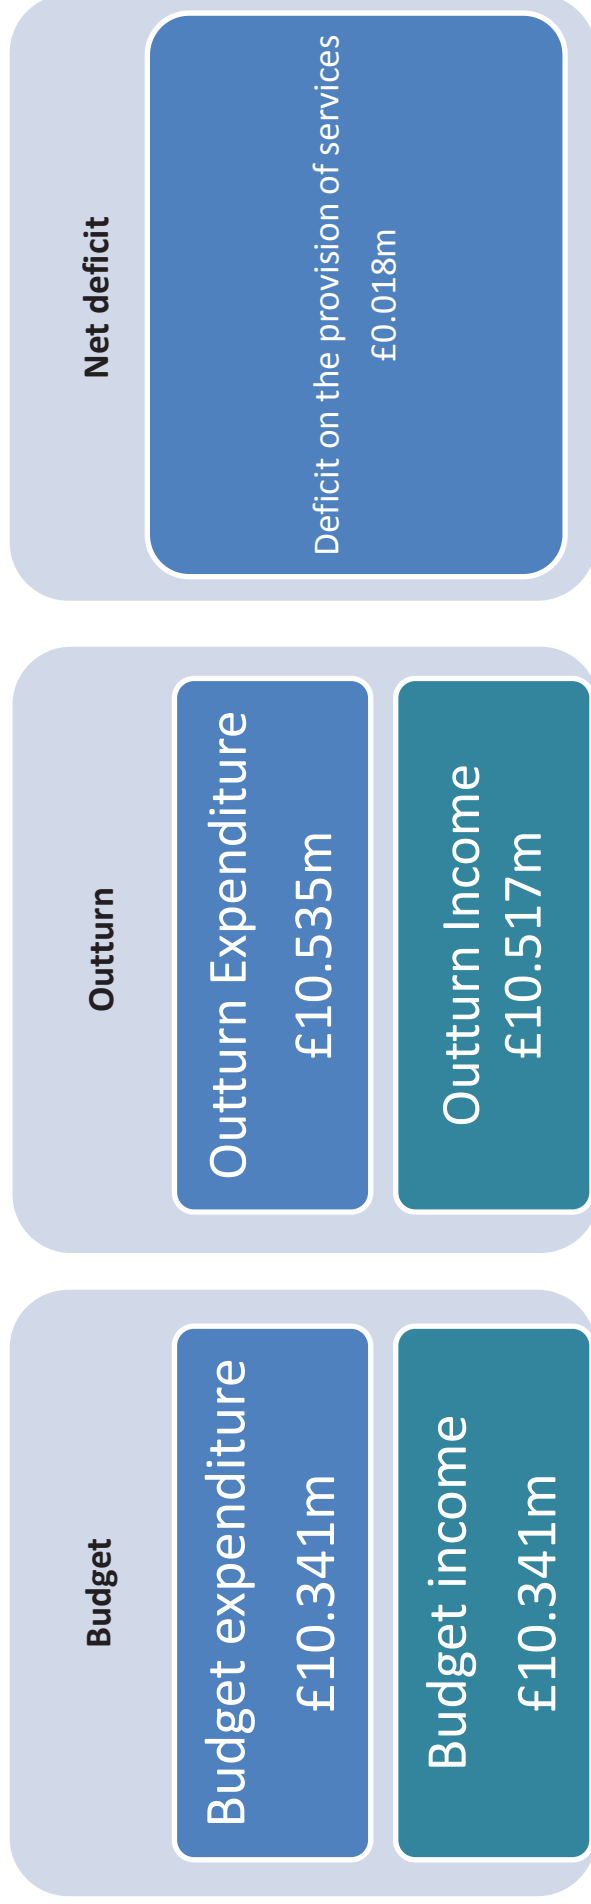 Budget
Budget expenditure
£10.341m
Budget income
£10.341m
Outturn
Outturn Expenditure
£10.535m
Outturn Income
£10.517m
Net deficit
Deficit on the provision of services
£0.018m